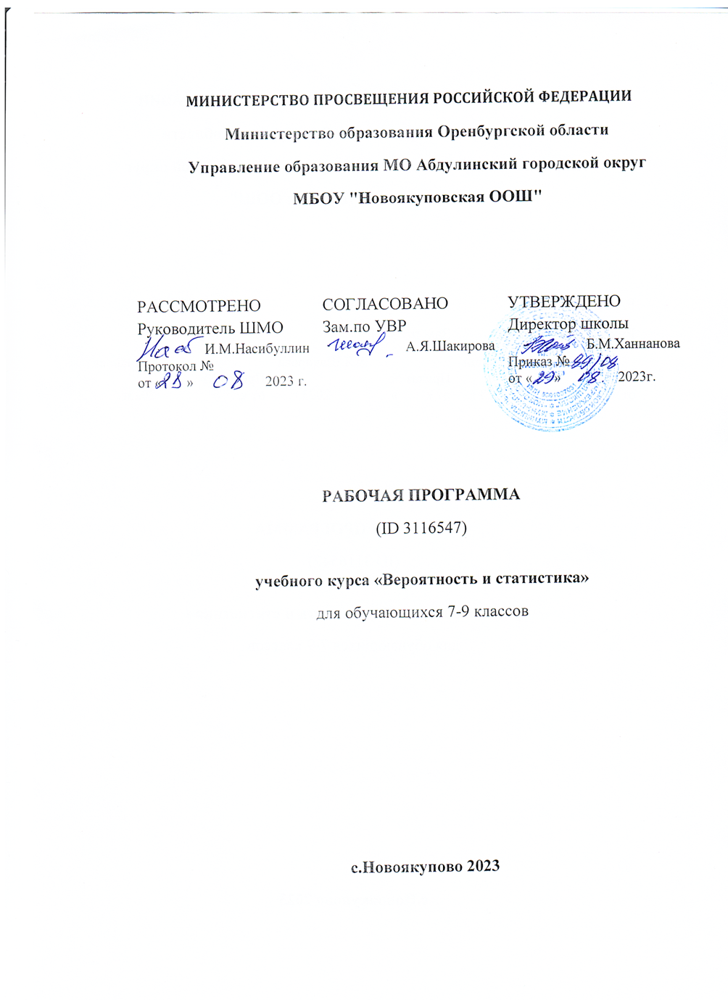 МИНИСТЕРСТВО ПРОСВЕЩЕНИЯ РОССИЙСКОЙ ФЕДЕРАЦИИ
Министерство образования Оренбургской области
Управление образования МО Абдулинский городской округ
МБОУ "Новоякуповская ООШ"
РАССМОТРЕНО
Руководитель ШМО
И.М.Насибуллин
Протокол №
от «28 » 08 2023 г.
СОГЛАСОВАНО
Зам.по УВР
А.Я.Шакирова
УТВЕРЖДЕНО
Директор школы
Б.М.Ханнанова
Приказ № 89/08
от « 29 » 08. 2023г.
РАБОЧАЯ ПРОГРАММА
(ID 3116547)
учебного курса «Вероятность и статистика»
для обучающихся 7-9 классов
с.Новоякупово 2023